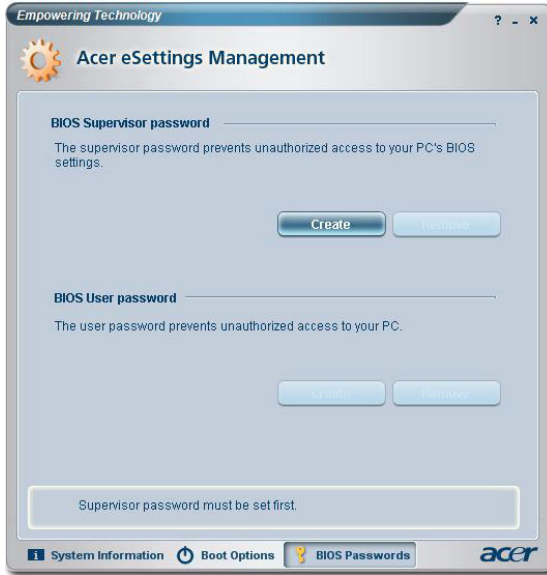 Empowering Technology
? - ×
Acer eSettings Management
BIOS Supervisor password
The supervisor password prevents unauthorized access to your PC's BIOS
settings.
Create Remove
BIOS User password
The user password prevents unauthorized access to your PC.
Create Remove
Supervisor password must be set first.
System Information Boot Options BIOS Passwords acer